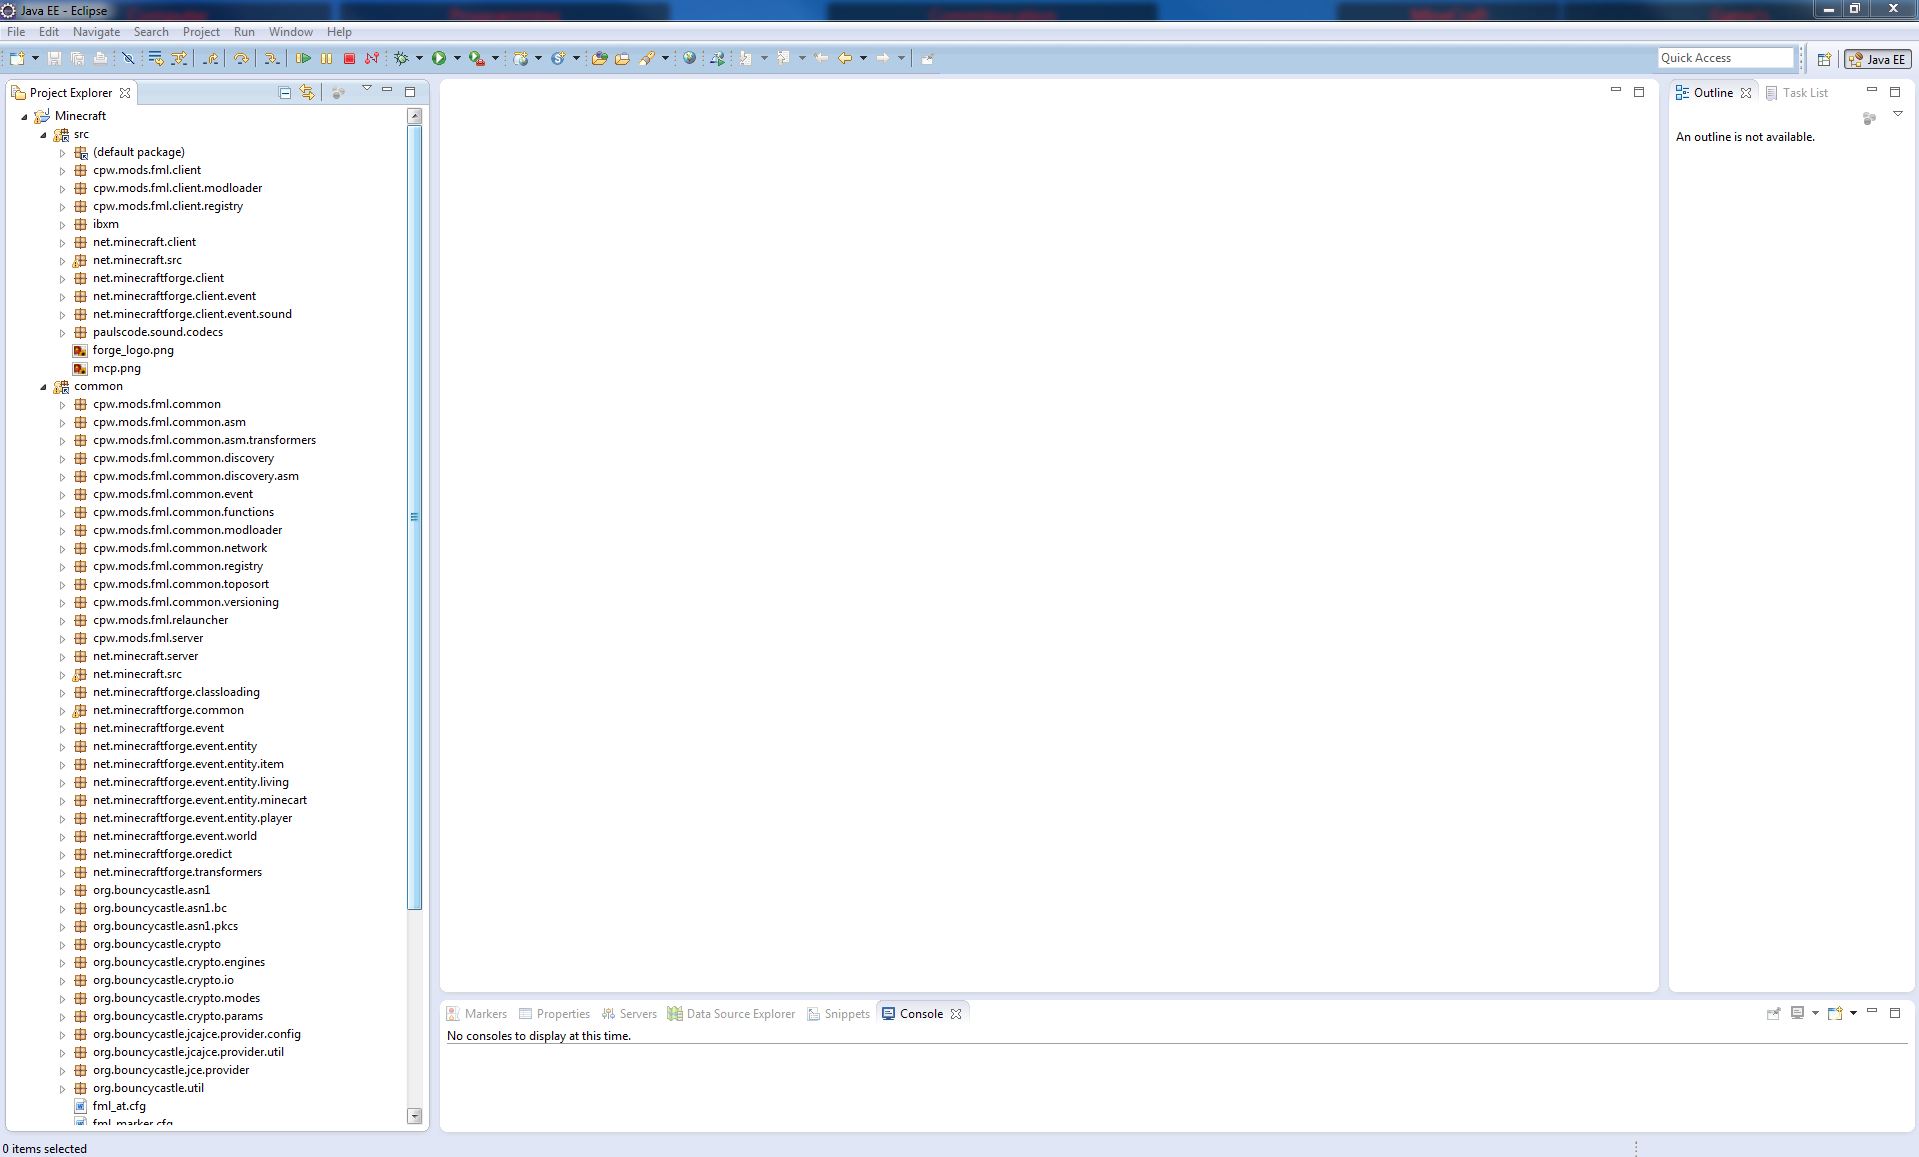 Java EE - Eclipse
File Edit Navigate Search Project Run Window Help
Quick Access
Java EE
Project Explorer
Minecraft
src
(default package)
cpw.mods.fml.client
cpw.mods.fml.client.modloader
cpw.mods.fml.client.registry
ibxm
net.minecraft.client
net.minecraft.src
net.minecraftforge.client
net.minecraftforge.client.event
net.minecraftforge.client.event.sound
paulscode.sound.codecs
forge_logo.png
mcp.png
common
cpw.mods.fml.common
cpw.mods.fml.common.asm
cpw.mods.fml.common.asm.transformers
cpw.mods.fml.common.discovery
cpw.mods.fml.common.discovery.asm
cpw.mods.fml.common.event
cpw.mods.fml.common.functions
cpw.mods.fml.common.modloader
cpw.mods.fml.common.network
cpw.mods.fml.common.registry
cpw.mods.fml.common.toposort
cpw.mods.fml.common.versioning
cpw.mods.fml.relauncher
cpw.mods.fml.server
net.minecraft.server
net.minecraft.src
net.minecraftforge.classloading
net.minecraftforge.common
net.minecraftforge.event
net.minecraftforge.event.entity
net.minecraftforge.event.entity.item
net.minecraftforge.event.entity.living
net.minecraftforge.event.entity.minecart
net.minecraftforge.event.entity.player
net.minecraftforge.event.world
net.minecraftforge.oredict
net.minecraftforge.transformers
org.bouncycastle.asn1
org.bouncycastle.asn1.bc
org.bouncycastle.asn1.pkcs
org.bouncycastle.crypto
org.bouncycastle.crypto.engines
org.bouncycastle.crypto.io
org.bouncycastle.crypto.modes
org.bouncycastle.crypto.params
org.bouncycastle.jcajce.provider.config
org.bouncycastle.jcajce.provider.util
org.bouncycastle.jce.provider
org.bouncycastle.util
fml_at.cfg
fml_marker.cfg
Outline Task List
An outline is not available.
Markers Properties Servers Data Source Explorer Snippets Console
No consoles to display at this time.
0 items selected